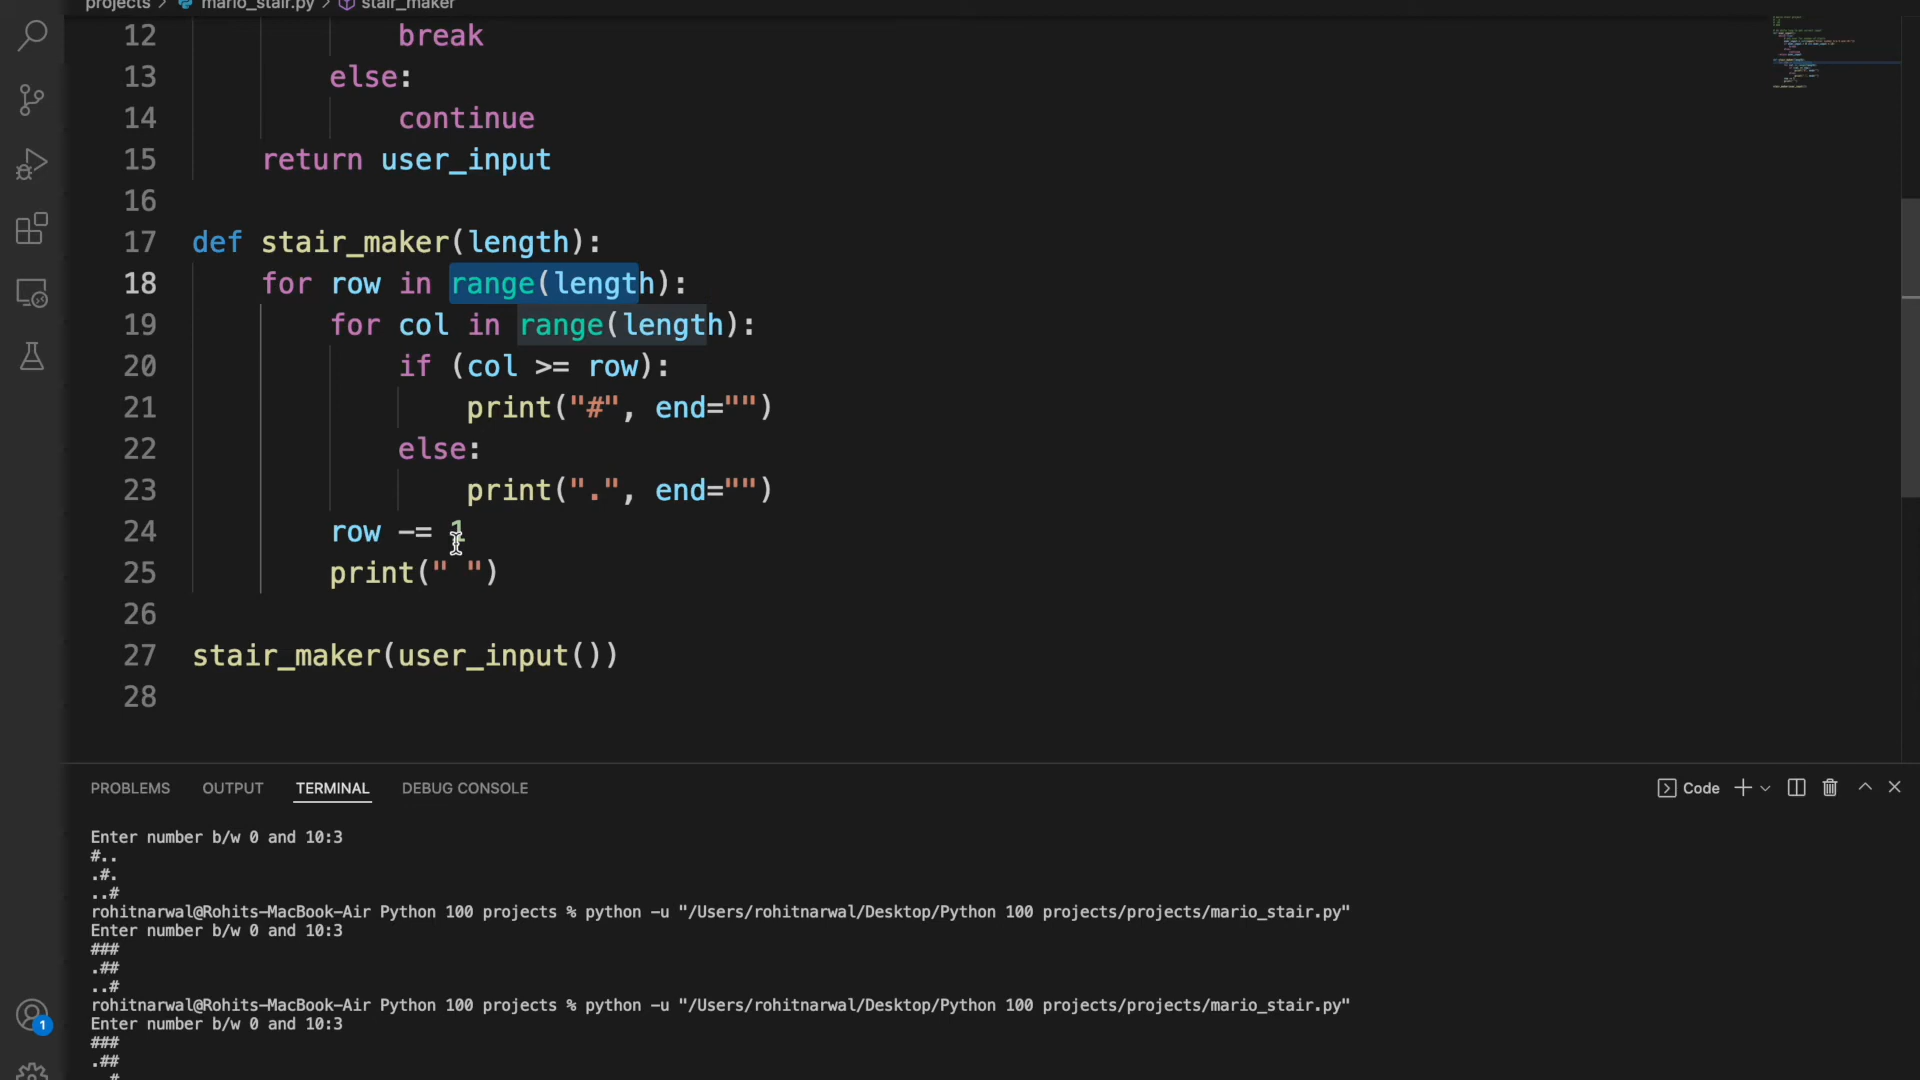 projects > mario_stair.py > stair_maker
12 break
13 else:
14 continue
15 return user_input
16
17 def stair_maker(length):
18 for row in range(length):
19 for col in range(length):
20 if (col >= row):
21 print("#", end="")
22 else:
23 print(".", end="")
24 row -= 1
25 print(" ")
26
27 stair_maker(user_input())
28
PROBLEMS OUTPUT TERMINAL DEBUG CONSOLE Code
Enter number b/w 0 and 10:3
#..
.#.
..#
rohitnarwal@Rohits-MacBook-Air Python 100 projects % python -u "/Users/rohitnarwal/Desktop/Python 100 projects/projects/mario_stair.py"
Enter number b/w 0 and 10:3
###
.##
..#
rohitnarwal@Rohits-MacBook-Air Python 100 projects % python -u "/Users/rohitnarwal/Desktop/Python 100 projects/projects/mario_stair.py"
Enter number b/w 0 and 10:3
###
.##
..#
1